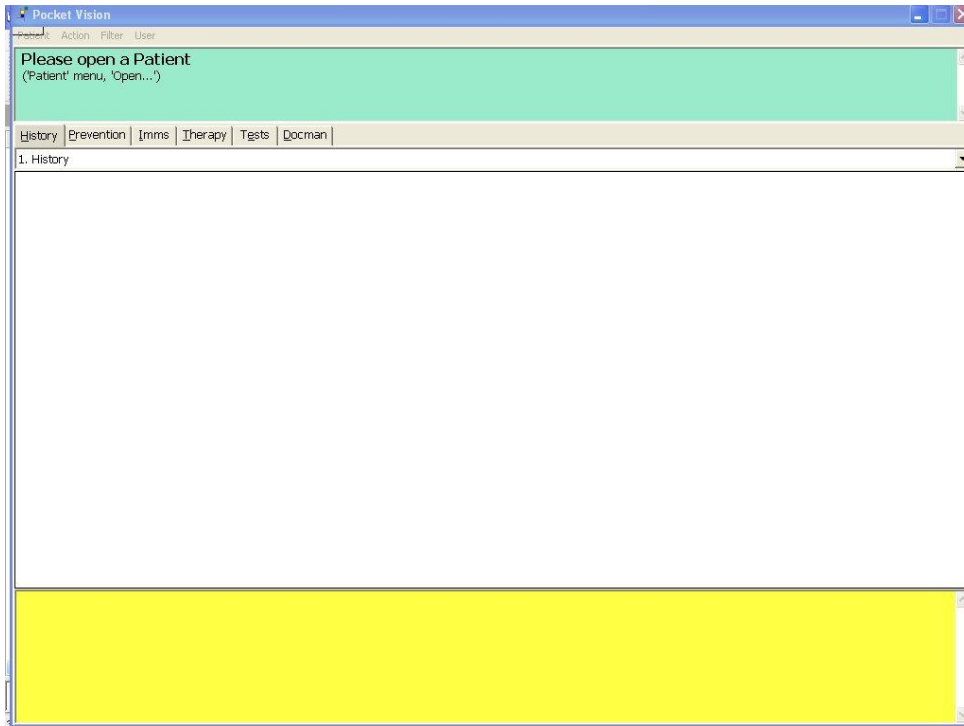 Pocket Vision
Patient Action Filter User
Please open a Patient
('Patient' menu, 'Open...')
History Prevention Imms Therapy Tests Docman
1. History